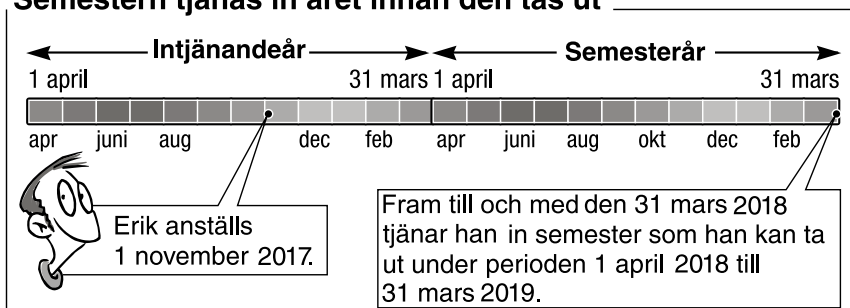 Semestern tjänas in året innan den tas ut
Intjänandeår Semesterår
1 april 31 mars 1 april 31 mars
apr juni aug dec feb apr juni aug okt dec feb
Erik anställs
1 november 2017.
Fram till och med den 31 mars 2018
tjänar han in semester som han kan ta
ut under perioden 1 april 2018 till
31 mars 2019.